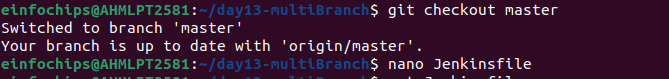 einfochips@AHMLPT2581:~/day13-multiBranch$ git checkout master
Switched to branch 'master'
Your branch is up to date with 'origin/master'.
einfochips@AHMLPT2581:~/day13-multiBranch$ nano Jenkinsfile